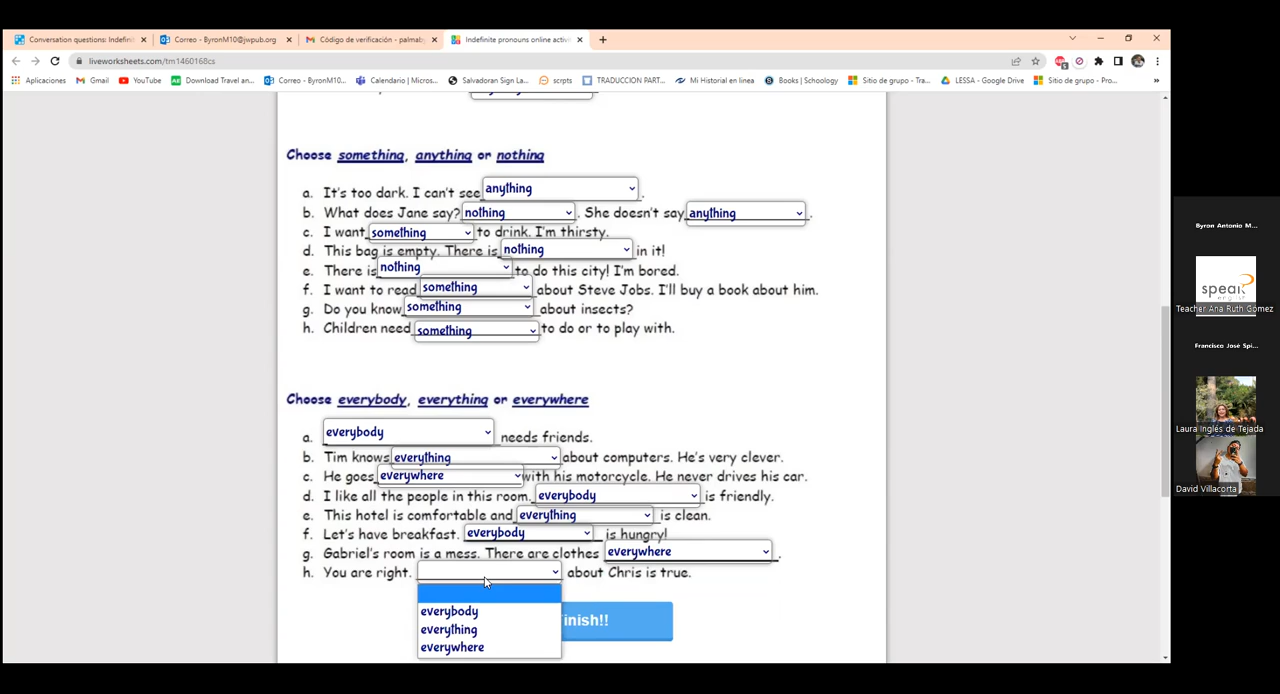 Conversation questions: Indefini
Correo - ByronM10@jwpub.org
Código de verificación - palmaby
Indefinite pronouns online activi
liveworksheets.com/tm1460168cs
Aplicaciones
Gmail
YouTube
Download Travel an...
Correo - ByronM10...
Calendario | Micros...
Salvadoran Sign La...
scrpts
TRADUCCION PART...
Mi Historial en linea
Books | Schoology
Sitio de grupo - Tra...
LESSA - Google Drive
Sitio de grupo - Pro...
»
Choose something, anything or nothing
a. It's too dark. I can't see anything .
b. What does Jane say? nothing . She doesn't say anything .
c. I want something to drink. I'm thirsty.
d. This bag is empty. There is nothing in it!
e. There is nothing to do this city! I'm bored.
f. I want to read something about Steve Jobs. I'll buy a book about him.
g. Do you know something about insects?
h. Children need something to do or to play with.
Choose everybody, everything or everywhere
a. everybody needs friends.
b. Tim knows everything about computers. He's very clever.
c. He goes everywhere with his motorcycle. He never drives his car.
d. I like all the people in this room. everybody is friendly.
e. This hotel is comfortable and everything is clean.
f. Let's have breakfast. everybody is hungry!
g. Gabriel's room is a mess. There are clothes everywhere .
h. You are right. about Chris is true.
everybody
everything
everywhere
inish!!
Byron Antonio M...
speak
english
Teacher Ana Ruth Gómez
Francisco José Spi...
Laura Inglés de Tejada
David Villacorta